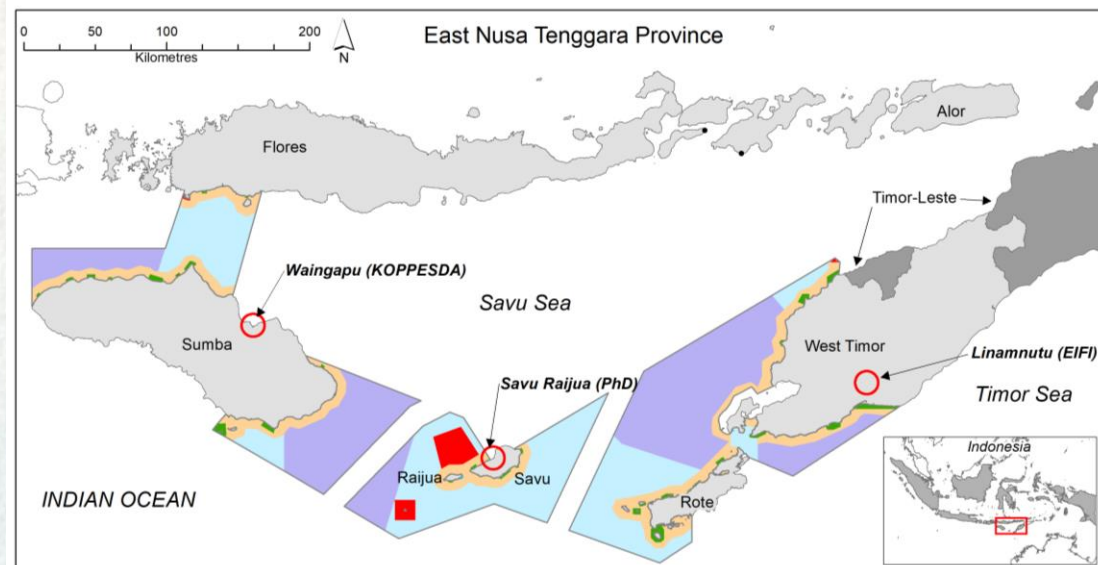 0 50 100 200
Kilometres
N
East Nusa Tenggara Province
Alor
Flores
Timor-Leste
Waingapu (KOPPESDA)
Savu Sea
Sumba
West Timor
Linamnutu (EIFI)
Savu Raijua (PhD)
Timor Sea
Indonesia
Raijua
Savu
INDIAN OCEAN
Rote